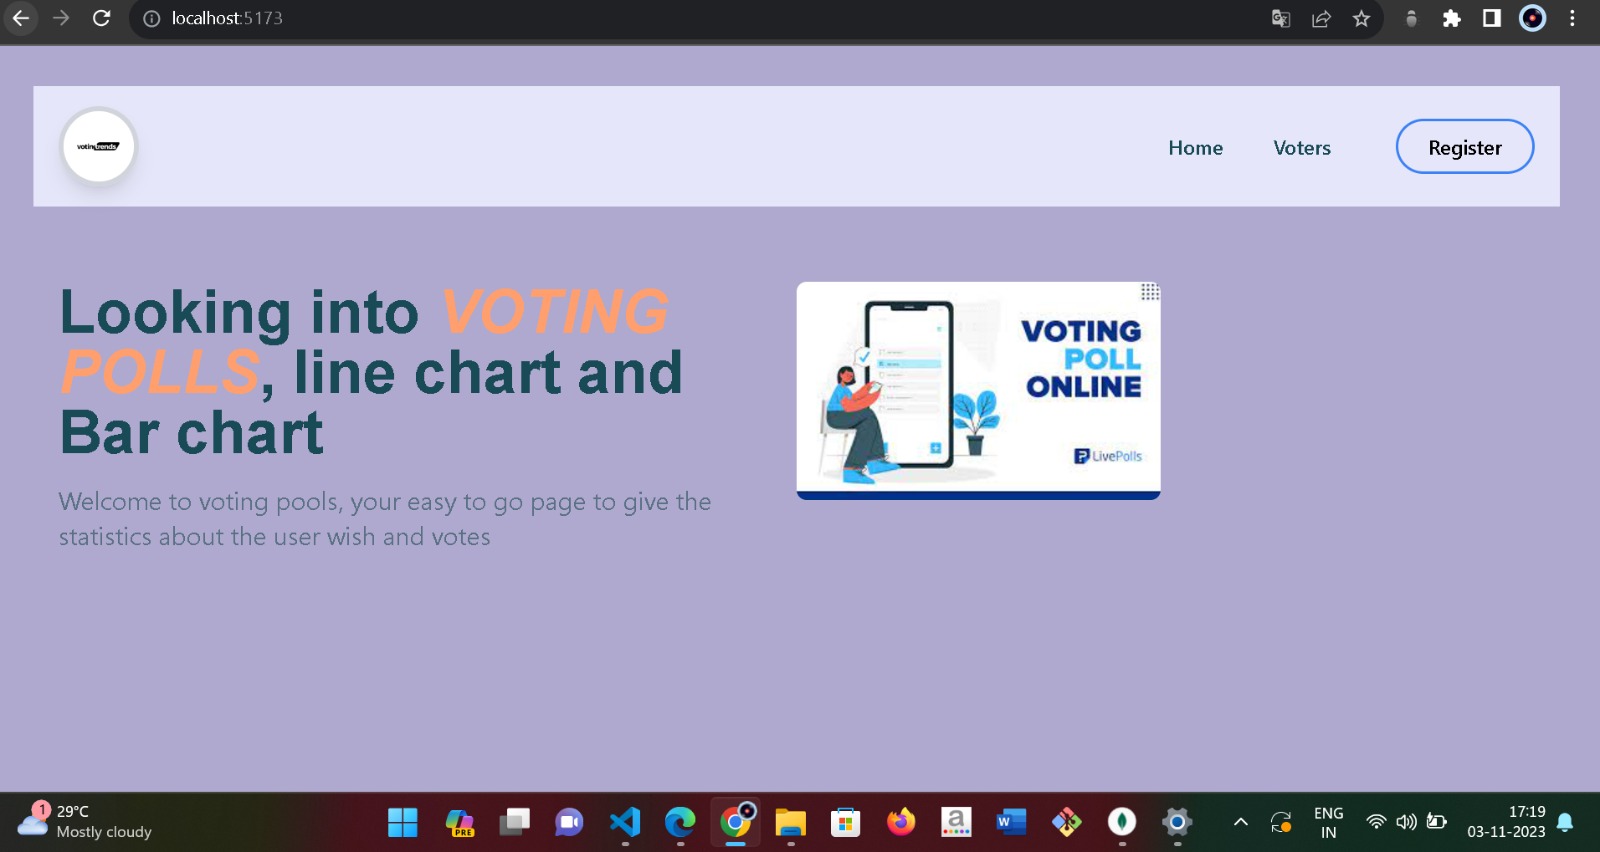 localhost:5173
votingtrends
Home
Voters
Register
Looking into VOTING
POLLS, line chart and
Bar chart
Welcome to voting pools, your easy to go page to give the
statistics about the user wish and votes
VOTING
POLL
ONLINE
LivePolls
1
29°C
Mostly cloudy
PRE
a
W
ENG
IN
17:19
03-11-2023